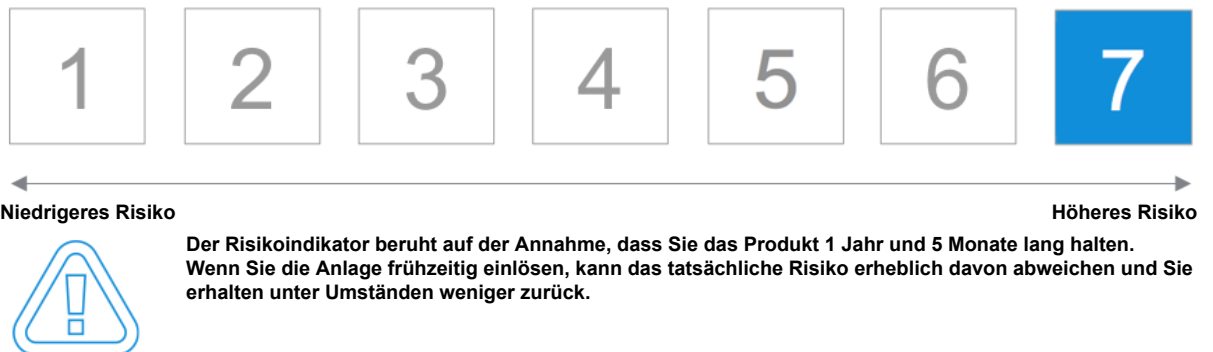 1 2 3 4 5 6 7
Niedrigeres Risiko Höheres Risiko
Der Risikoindikator beruht auf der Annahme, dass Sie das Produkt 1 Jahr und 5 Monate lang halten.
Wenn Sie die Anlage frühzeitig einlösen, kann das tatsächliche Risiko erheblich davon abweichen und Sie
erhalten unter Umständen weniger zurück.